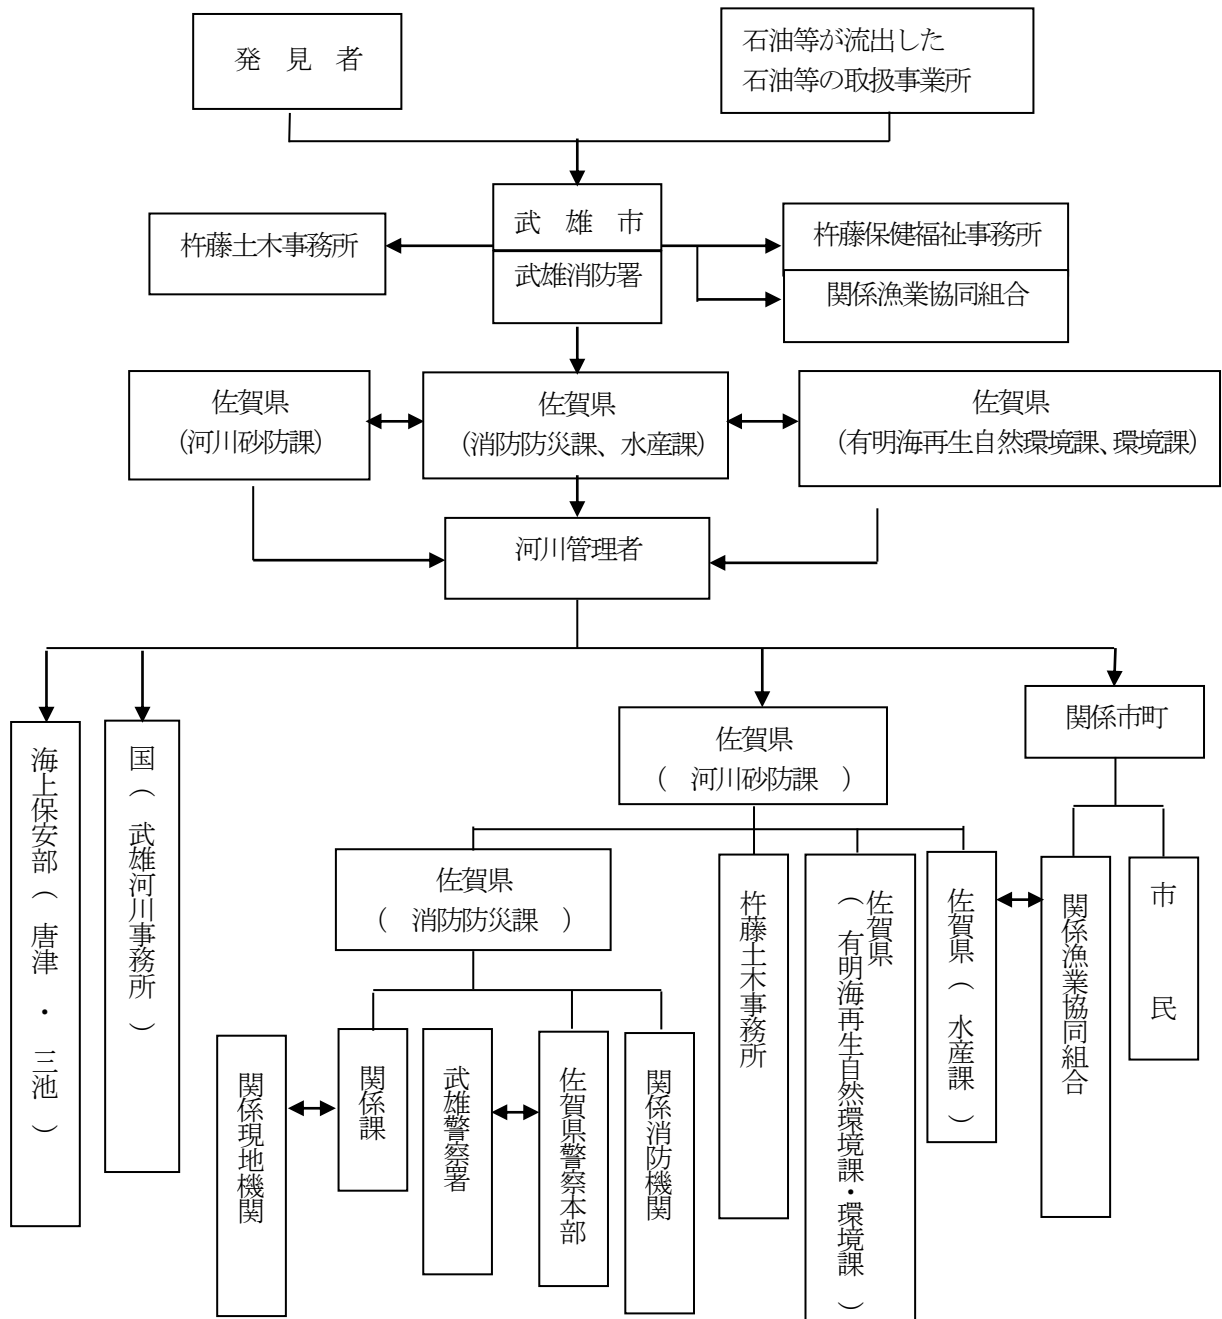 発　見　者
石油等が流出した
石油等の取扱事業所
武　雄　市
武雄消防署
杵藤土木事務所
杵藤保健福祉事務所
関係漁業協同組合
佐賀県
(河川砂防課)
佐賀県
(消防防災課、水産課)
佐賀県
(有明海再生自然環境課、環境課)
河川管理者
海上保安部（唐津・三池）
国（武雄河川事務所）
佐賀県
（　河川砂防課　）
関係市町
佐賀県
（　消防防災課　）
杵藤土木事務所
佐賀県
（有明海再生自然環境課・環境課）
佐賀県（水産課）
関係漁業協同組合
市　民
関係現地機関
関係課
武雄警察署
佐賀県警察本部
関係消防機関